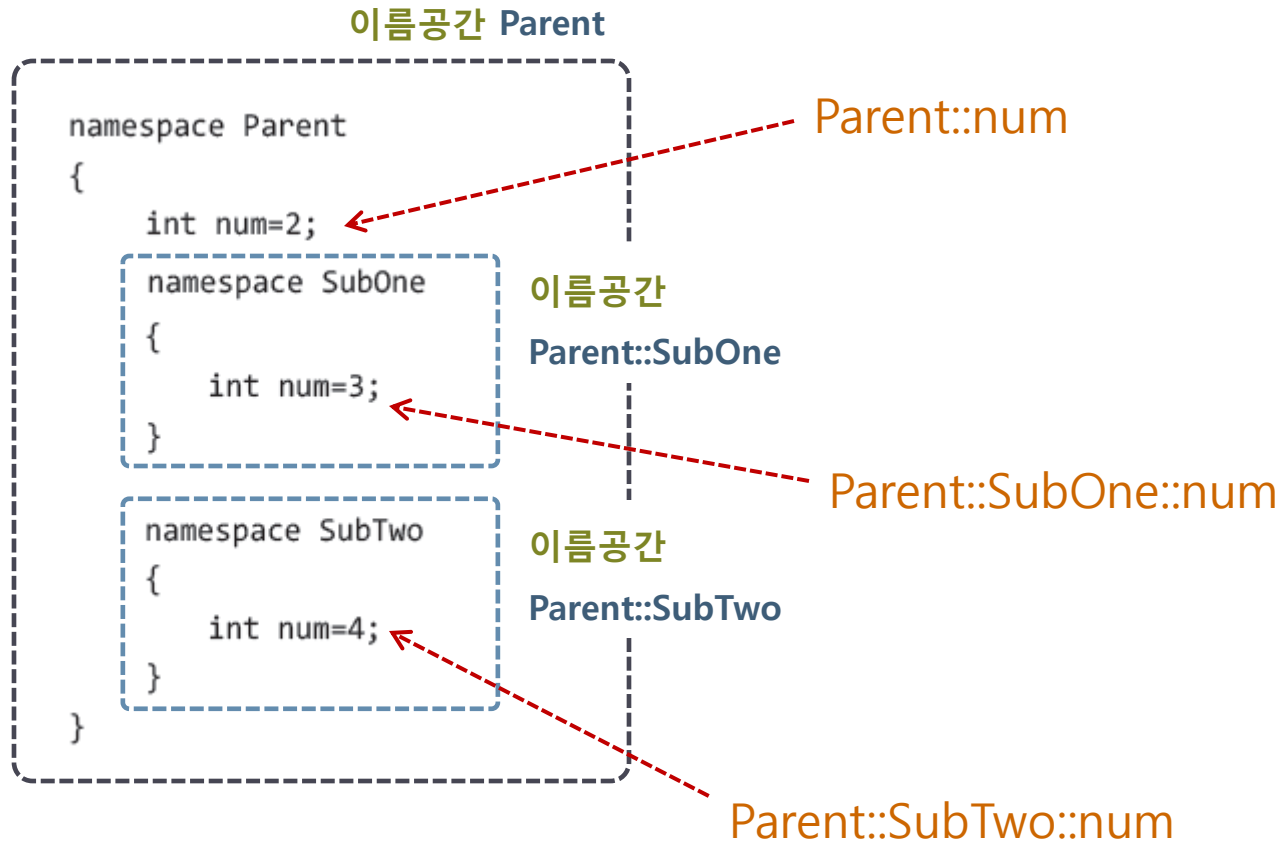 이름공간 Parent
namespace Parent
Parent::num
{
int num=2;
namespace SubOne
이름공간
{
Parent::SubOne
int num=3;
}
Parent::SubOne::num
namespace SubTwo
이름공간
{
Parent::SubTwo
int num=4;
}
}
Parent::SubTwo::num